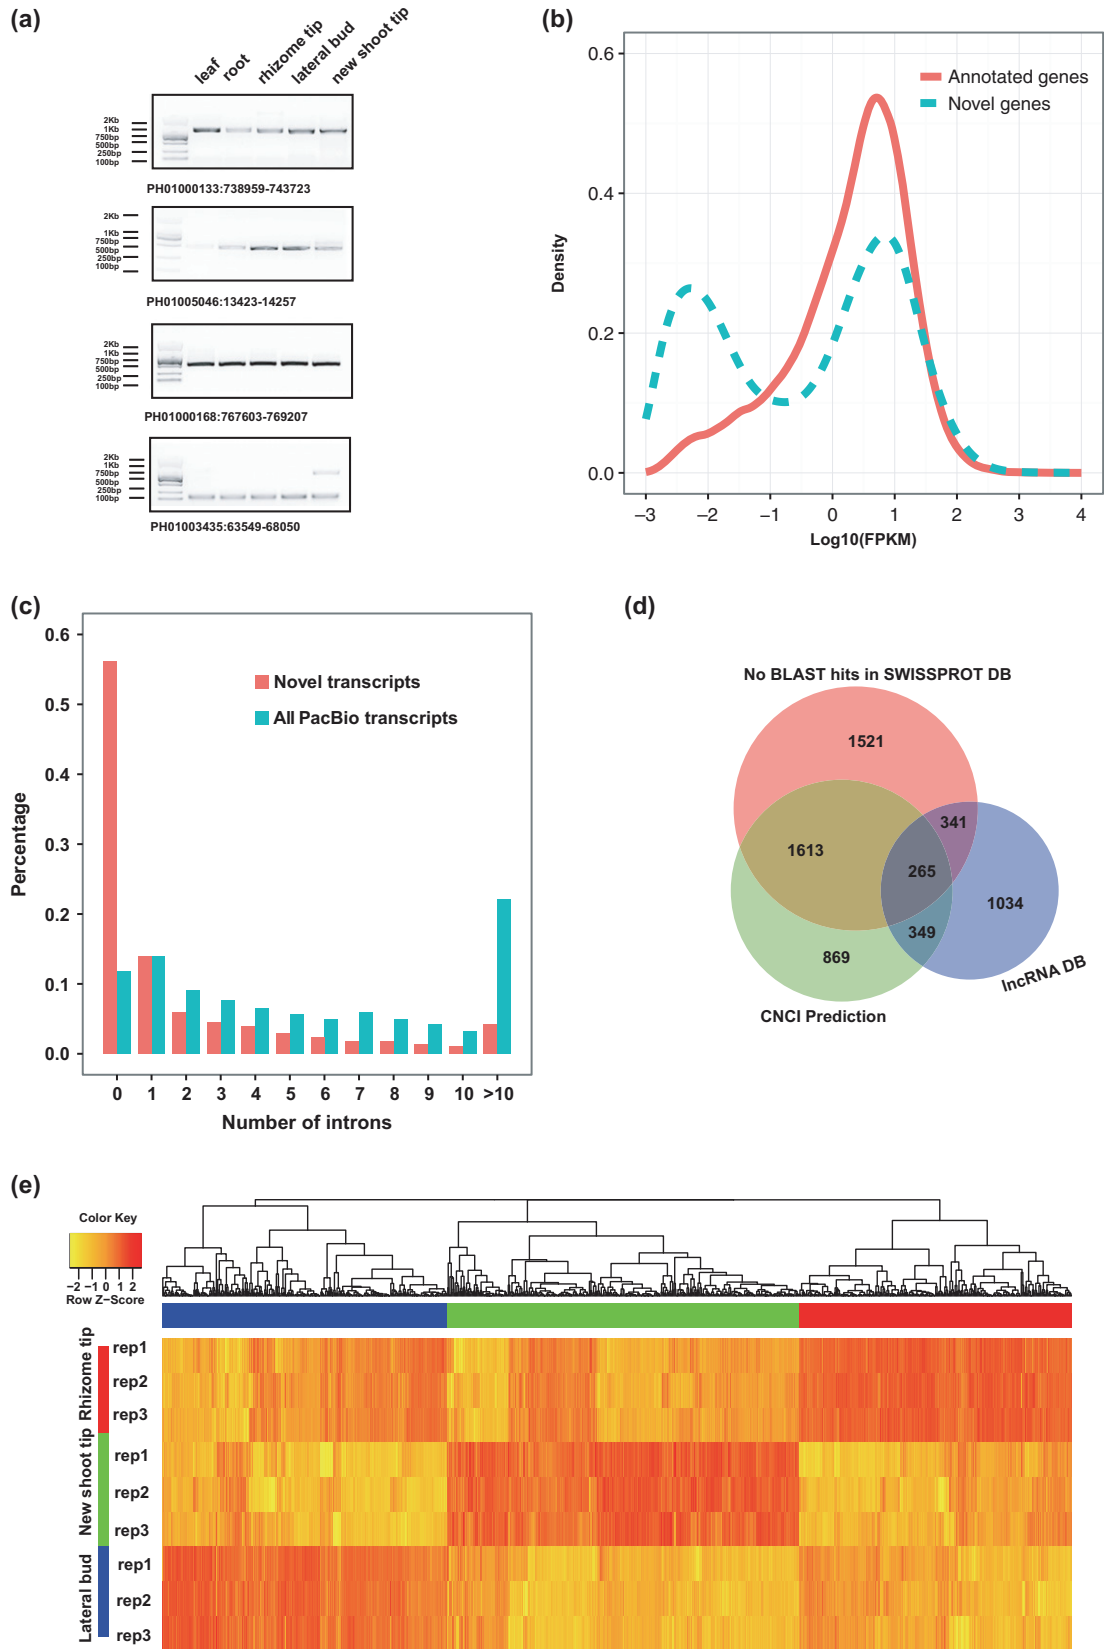 (a)
leaf
root
rhizome tip
lateral bud
new shoot tip
2Kb
1Kb
750bp
500bp
250bp
100bp
PH01000133:738959-743723
2Kb
1Kb
750bp
500bp
250bp
100bp
PH01005046:13423-14257
2Kb
1Kb
750bp
500bp
250bp
100bp
PH01000168:767603-769207
2Kb
1Kb
750bp
500bp
250bp
100bp
PH01003435:63549-68050
(b)
Annotated genes
Novel genes
0.6
0.4
0.2
0.0
Density
−3 −2 −1 0 1 2 3 4
Log10(FPKM)
(c)
Novel transcripts
All PacBio transcripts
0.6
0.5
0.4
0.3
0.2
0.1
0.0
Percentage
0 1 2 3 4 5 6 7 8 9 10 >10
Number of introns
(d)
No BLAST hits in SWISSPROT DB
1521
341
1613
265
1034
349
869
lncRNA DB
CNCI Prediction
(e)
Color Key
−2 −1 0 1 2
Row Z−Score
Rhizome tip
rep1
rep2
rep3
New shoot tip
rep1
rep2
rep3
Lateral bud
rep1
rep2
rep3